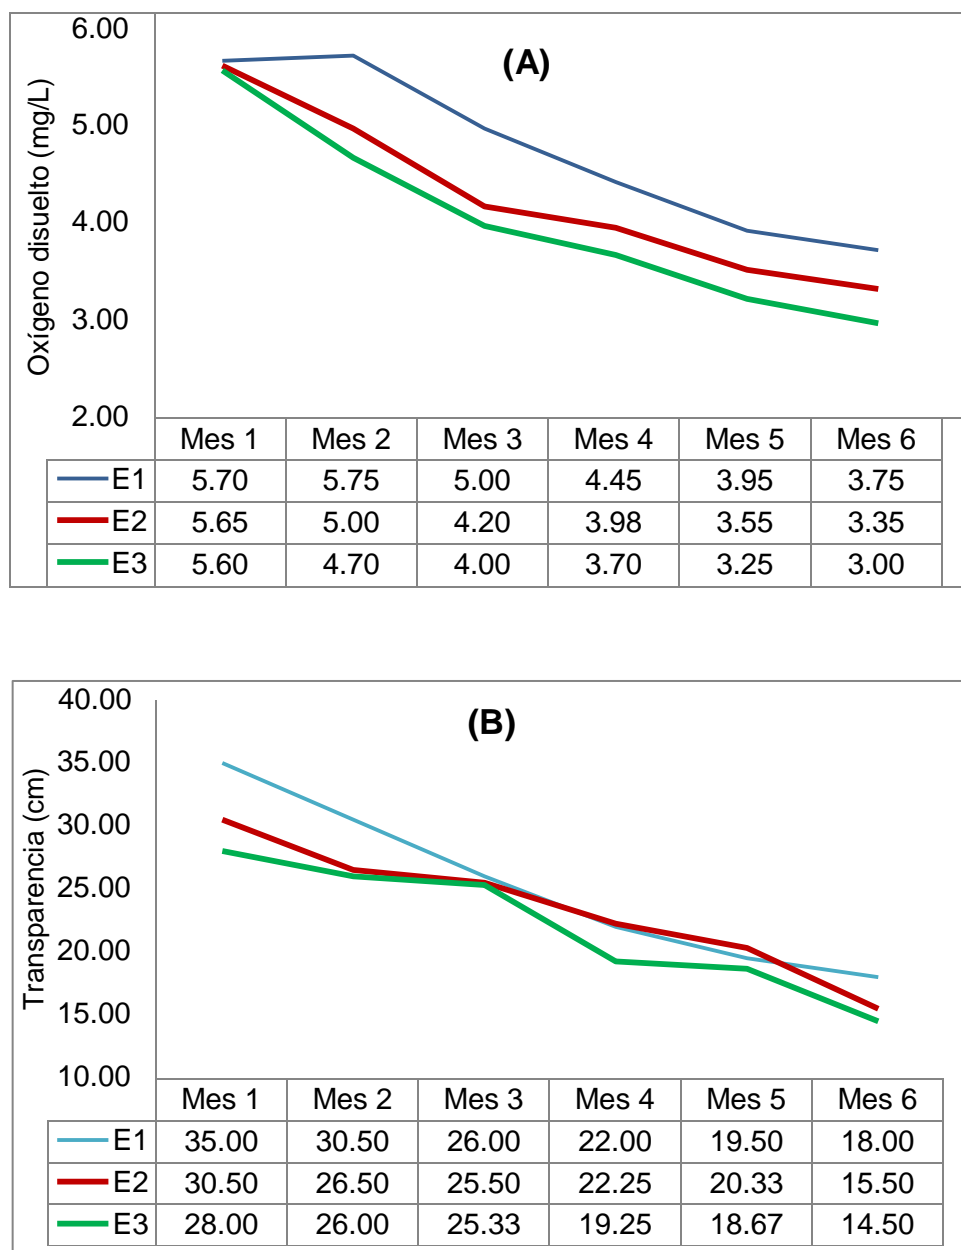 (A)
Oxígeno disuelto (mg/L)
6.00
5.00
4.00
3.00
2.00
Mes 1 Mes 2 Mes 3 Mes 4 Mes 5 Mes 6
E1 5.70 5.75 5.00 4.45 3.95 3.75
E2 5.65 5.00 4.20 3.98 3.55 3.35
E3 5.60 4.70 4.00 3.70 3.25 3.00
(B)
Transparencia (cm)
40.00
35.00
30.00
25.00
20.00
15.00
10.00
Mes 1 Mes 2 Mes 3 Mes 4 Mes 5 Mes 6
E1 35.00 30.50 26.00 22.00 19.50 18.00
E2 30.50 26.50 25.50 22.25 20.33 15.50
E3 28.00 26.00 25.33 19.25 18.67 14.50